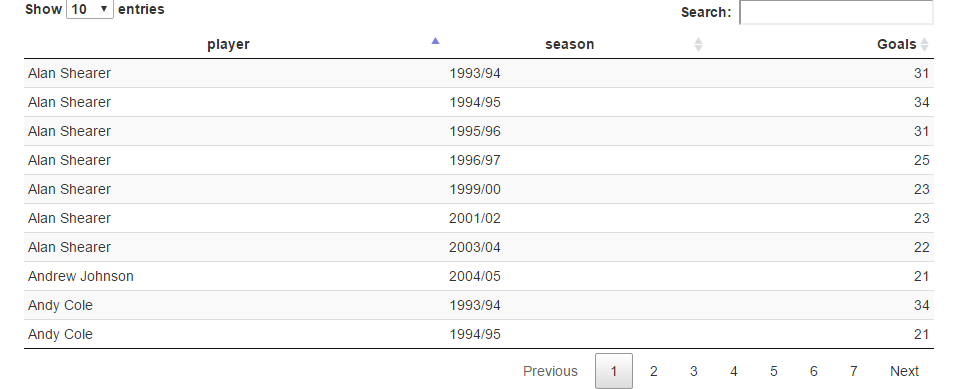 Show 10 entries Search:
player season Goals
Alan Shearer 1993/94 31
Alan Shearer 1994/95 34
Alan Shearer 1995/96 31
Alan Shearer 1996/97 25
Alan Shearer 1999/00 23
Alan Shearer 2001/02 23
Alan Shearer 2003/04 22
Andrew Johnson 2004/05 21
Andy Cole 1993/94 34
Andy Cole 1994/95 21
Previous 1 2 3 4 5 6 7 Next